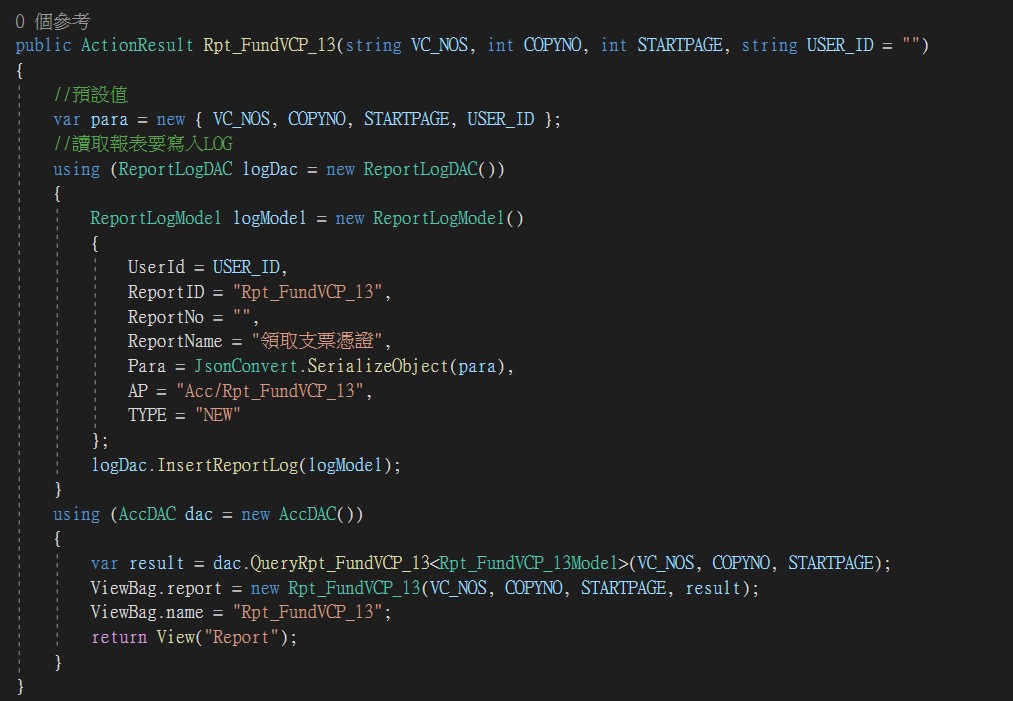 0 個參考
public ActionResult Rpt_FundVCP_13(string VC_NOS, int COPYNO, int STARTPAGE, string USER_ID = "")
{
    //預設值
    var para = new { VC_NOS, COPYNO, STARTPAGE, USER_ID };
    //讀取報表要寫入LOG
    using (ReportLogDAC logDac = new ReportLogDAC())
    {
        ReportLogModel logModel = new ReportLogModel()
        {
            UserId = USER_ID,
            ReportID = "Rpt_FundVCP_13",
            ReportNo = "",
            ReportName = "領取支票憑證",
            Para = JsonConvert.SerializeObject(para),
            AP = "Acc/Rpt_FundVCP_13",
            TYPE = "NEW"
        };
        logDac.InsertReportLog(logModel);
    }
    using (AccDAC dac = new AccDAC())
    {
        var result = dac.QueryRpt_FundVCP_13<Rpt_FundVCP_13Model>(VC_NOS, COPYNO, STARTPAGE);
        ViewBag.report = new Rpt_FundVCP_13(VC_NOS, COPYNO, STARTPAGE, result);
        ViewBag.name = "Rpt_FundVCP_13";
        return View("Report");
    }
}